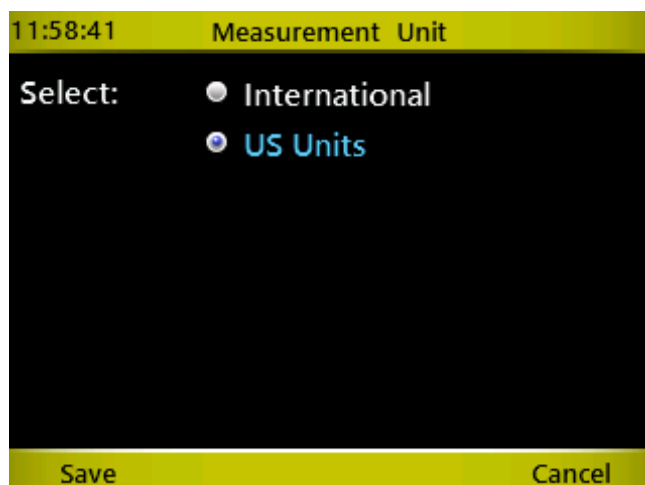 11:58:41 Measurement Unit
Select: International
US Units
Save Cancel